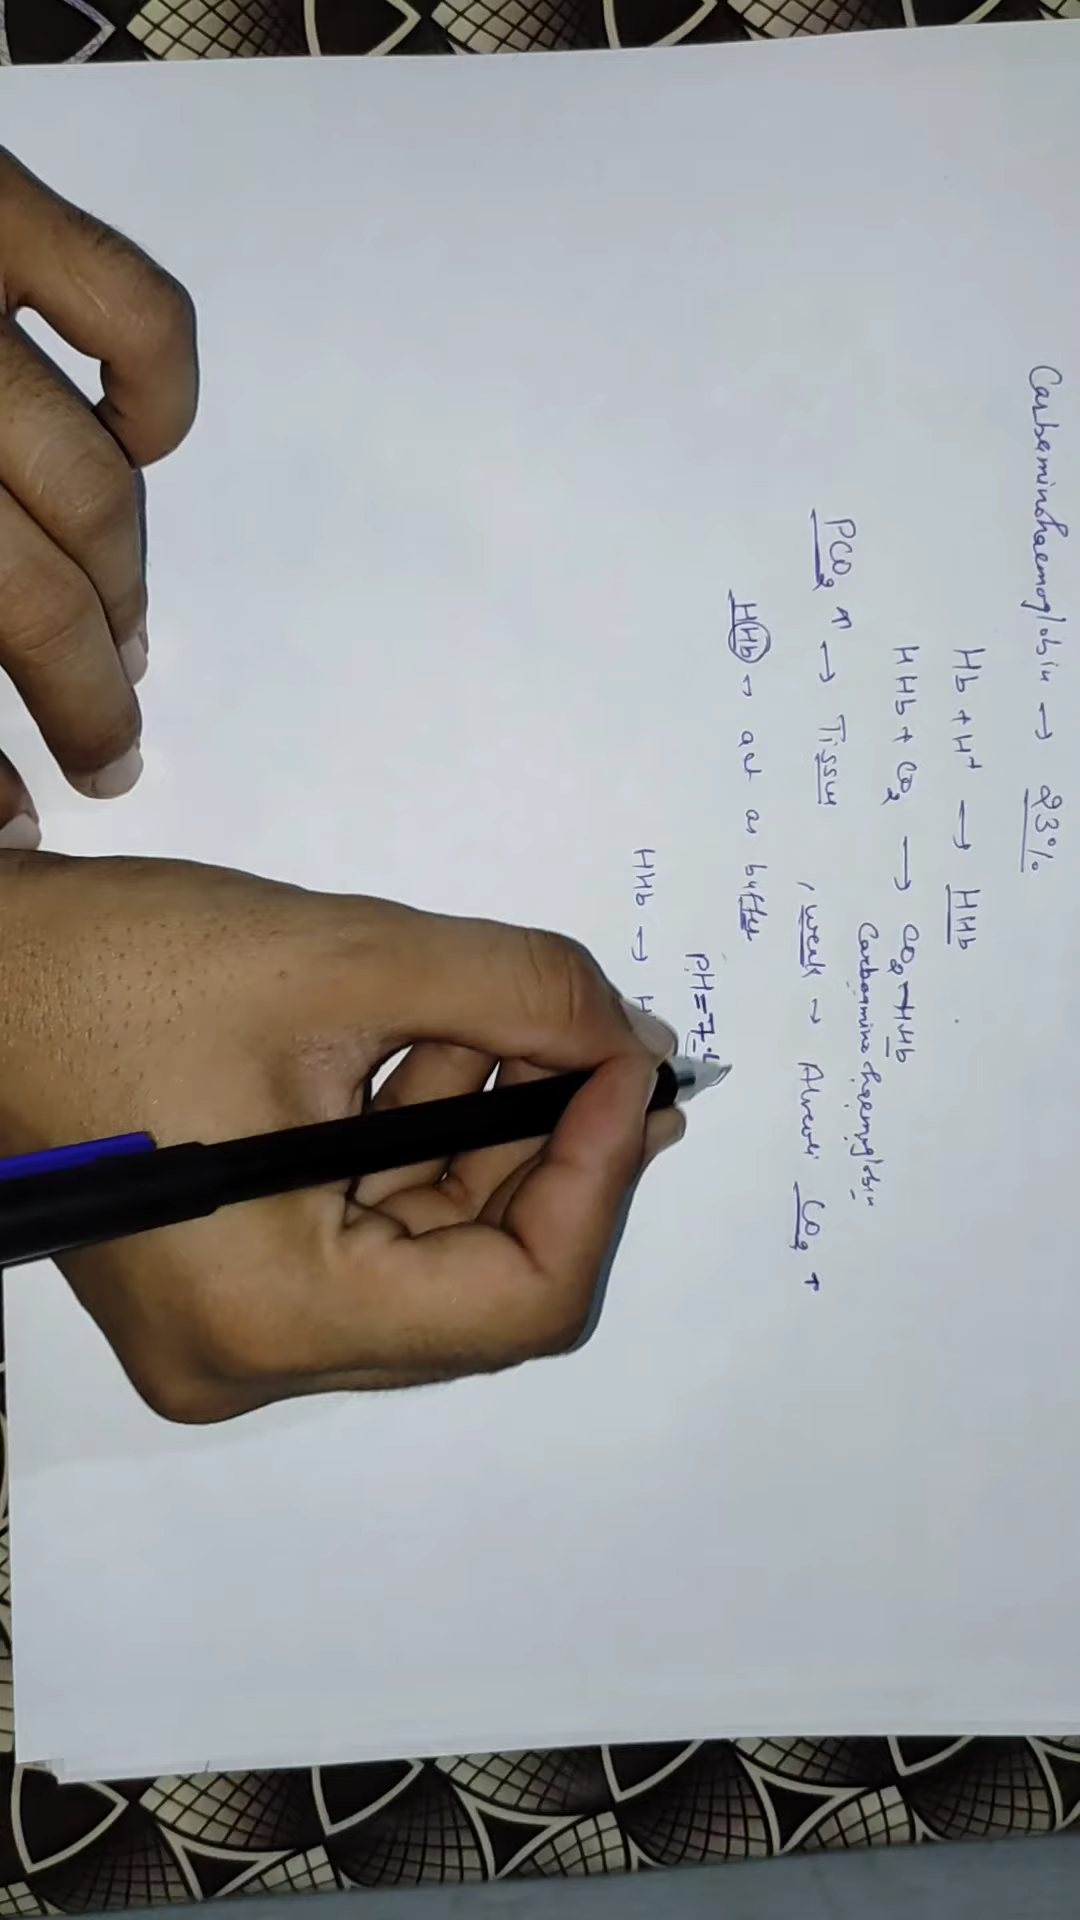 Carbaminohaemoglobin → 23%
Hb + H+ → HHb
HHb + CO2 → CO2-HHb
Carboamino haemoglobin
PCO2 ↑ → Tissue , weak → Alveoli CO2 ↑
HHb → act as buffer
PH = 7.4
HHb → H